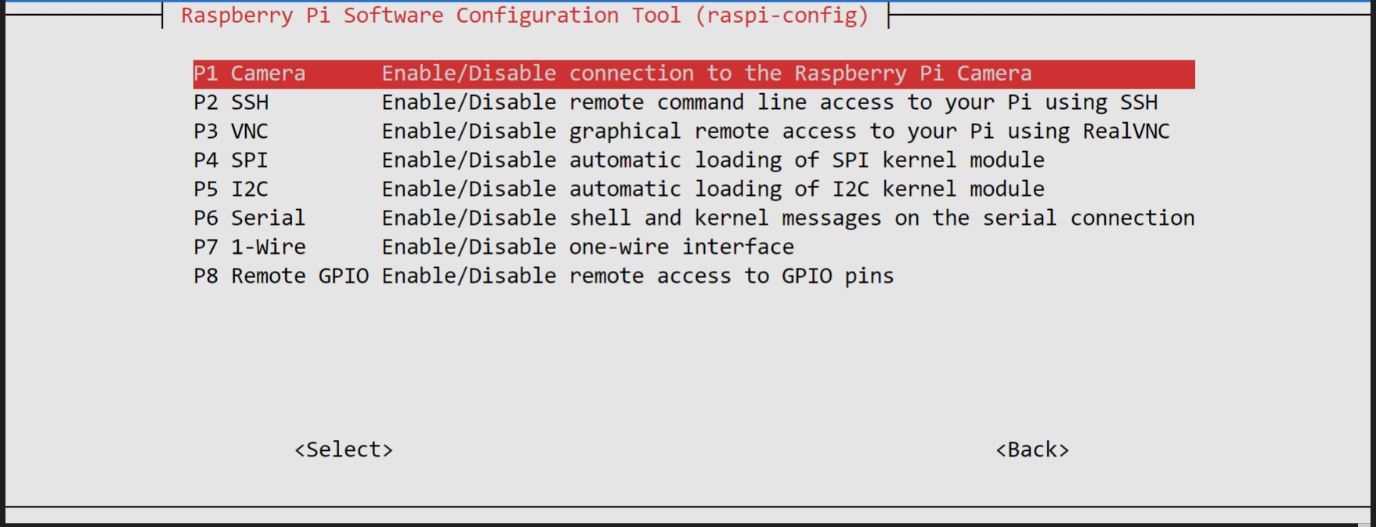 Raspberry Pi Software Configuration Tool (raspi-config)
P1 Camera Enable/Disable connection to the Raspberry Pi Camera
P2 SSH Enable/Disable remote command line access to your Pi using SSH
P3 VNC Enable/Disable graphical remote access to your Pi using RealVNC
P4 SPI Enable/Disable automatic loading of SPI kernel module
P5 I2C Enable/Disable automatic loading of I2C kernel module
P6 Serial Enable/Disable shell and kernel messages on the serial connection
P7 1-Wire Enable/Disable one-wire interface
P8 Remote GPIO Enable/Disable remote access to GPIO pins
<Select> <Back>